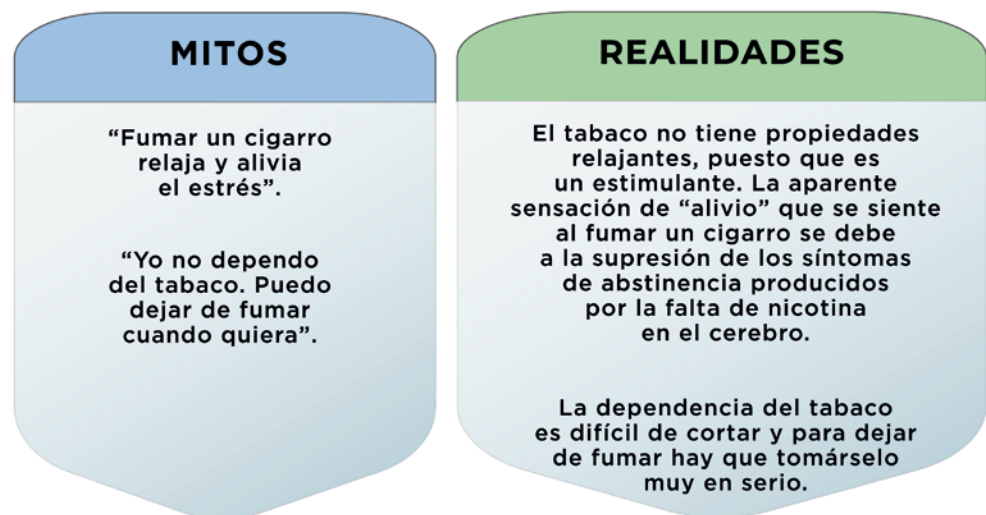 MITOS
“Fumar un cigarro
relaja y alivia
el estrés”.
“Yo no dependo
del tabaco. Puedo
dejar de fumar
cuando quiera”.
REALIDADES
El tabaco no tiene propiedades
relajantes, puesto que es
un estimulante. La aparente
sensación de “alivio” que se siente
al fumar un cigarro se debe
a la supresión de los síntomas
de abstinencia producidos
por la falta de nicotina
en el cerebro.
La dependencia del tabaco
es difícil de cortar y para dejar
de fumar hay que tomárselo
muy en serio.